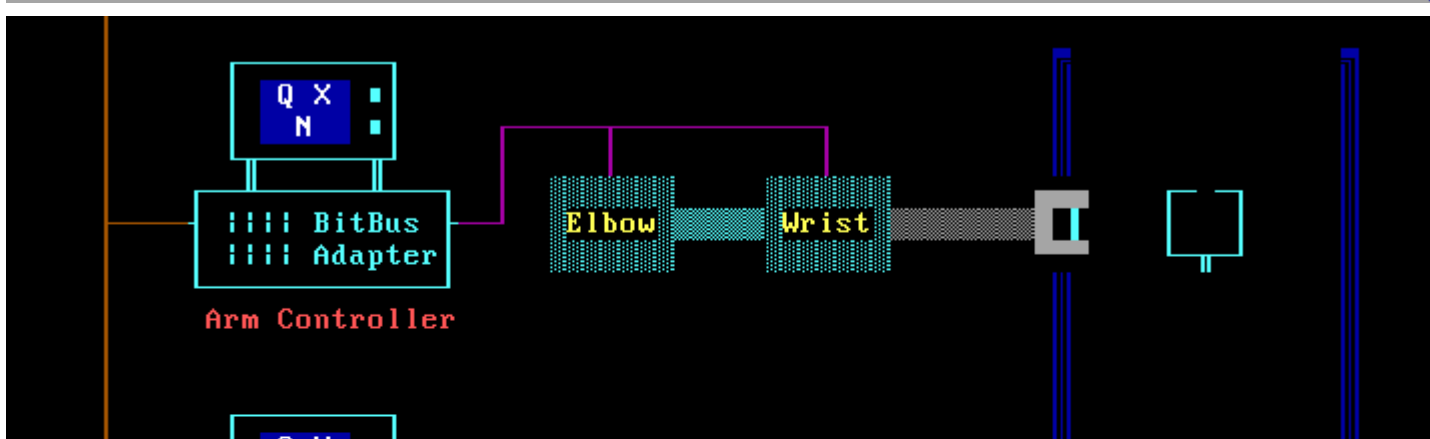 Q X
N
BitBus
Adapter
Elbow
Wrist
Arm Controller